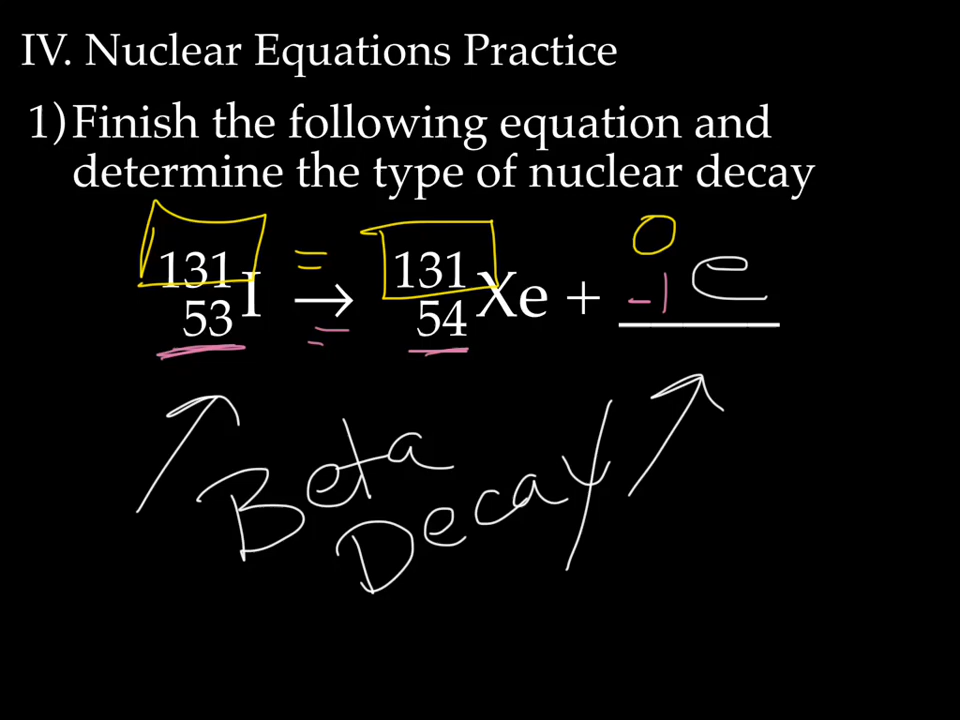 IV. Nuclear Equations Practice
1) Finish the following equation and
determine the type of nuclear decay
131 = 131 0
53 I → 54 Xe + -1 e
=
Beta
Decay